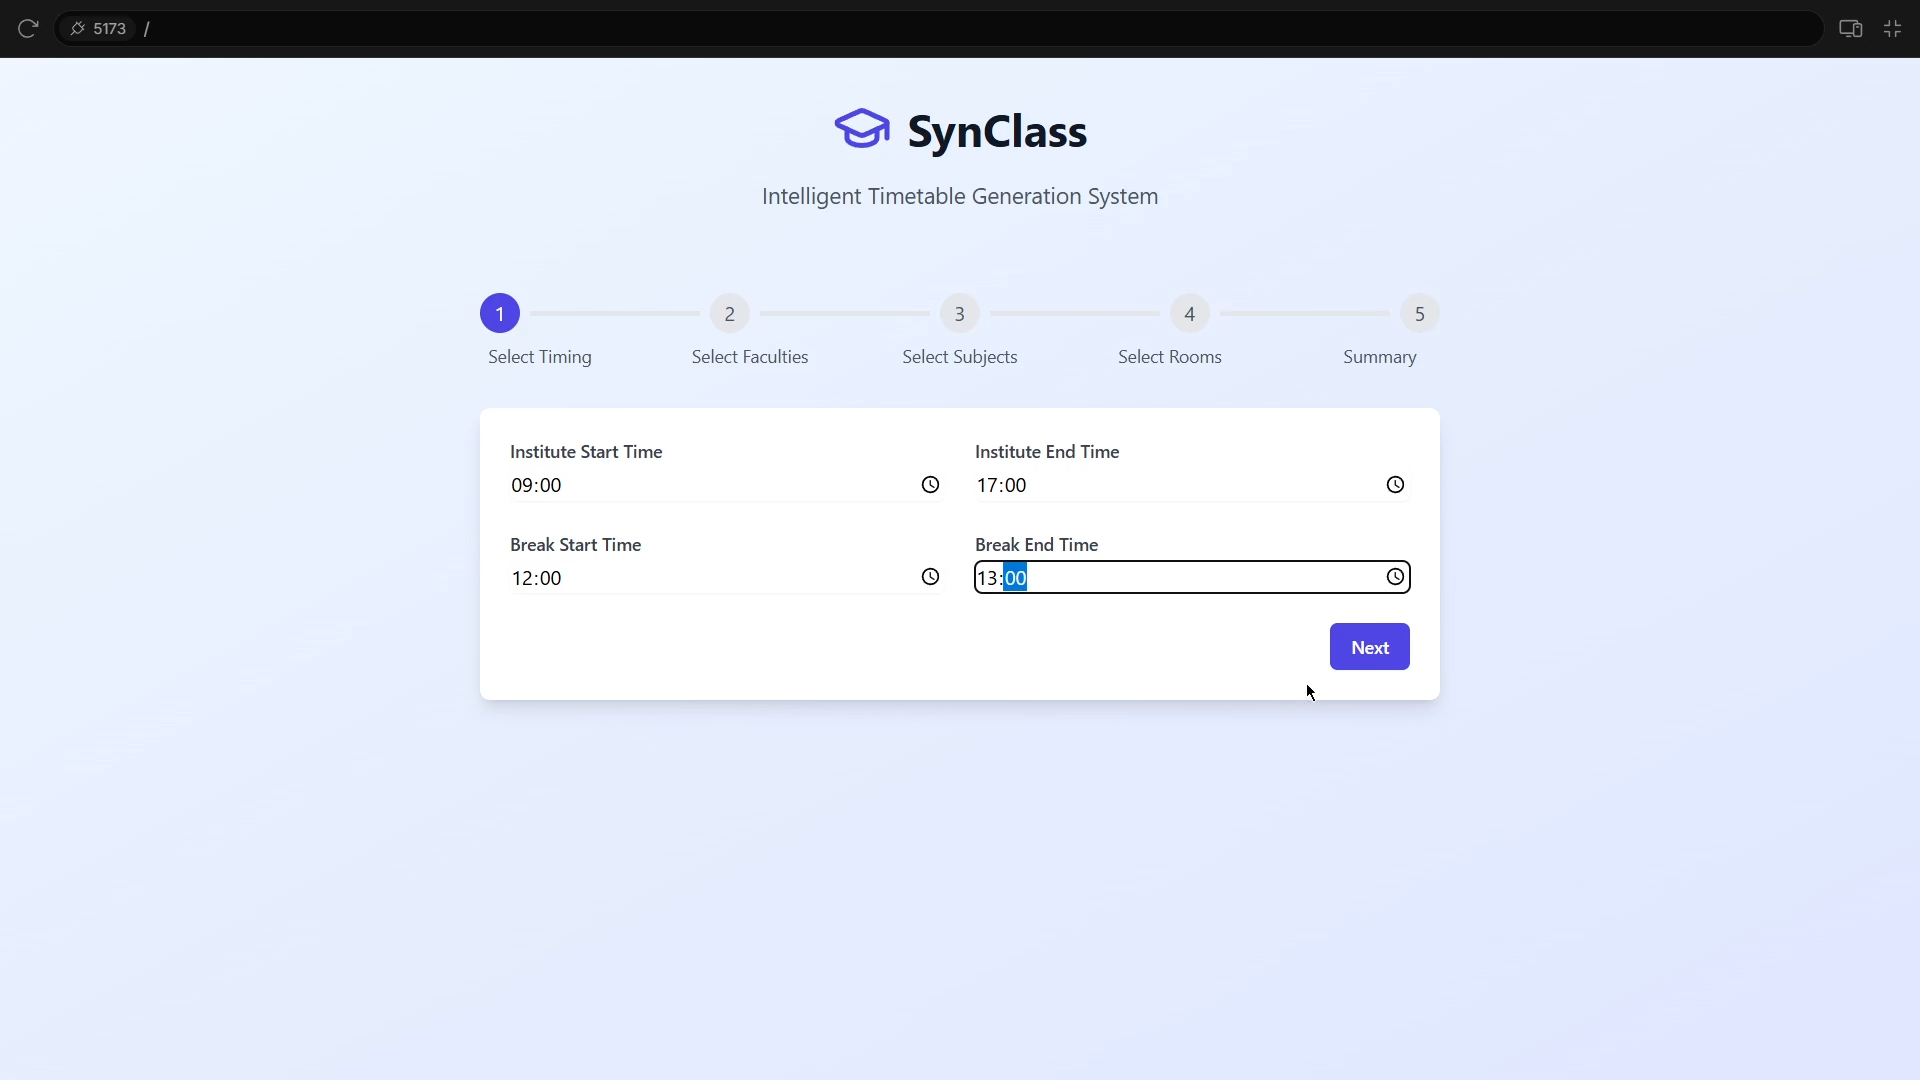 5173 /
SynClass
Intelligent Timetable Generation System
1 2 3 4 5
Select Timing Select Faculties Select Subjects Select Rooms Summary
Institute Start Time Institute End Time
09:00 17:00
Break Start Time Break End Time
12:00 13:00
Next